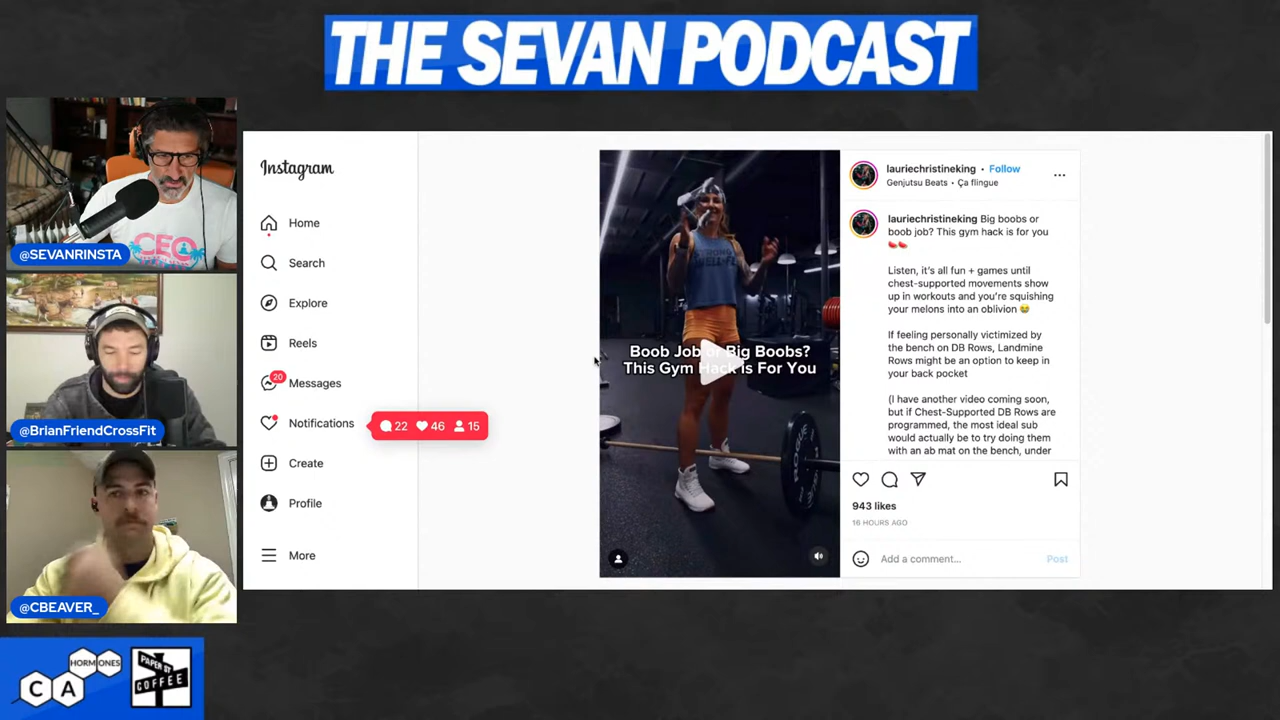 THE SEVAN PODCAST
@SEVANRINSTA
@BrianFriendCrossFit
@CBEAVER_
CEO
HORMONES
CA
PAPER ST
COFFEE
Instagram
Home
Search
Explore
Reels
20
Messages
Notifications
22 46 15
Create
Profile
More
Boob Job or Big Boobs?
This Gym Hack is For You
ROGUE
lauriechristineking • Follow
Genjutsu Beats • Ça flingue
lauriechristineking Big boobs or
boob job? This gym hack is for you
🍉🍉
Listen, it's all fun + games until
chest-supported movements show
up in workouts and you're squishing
your melons into an oblivion 😂
If feeling personally victimized by
the bench on DB Rows, Landmine
Rows might be an option to keep in
your back pocket
(I have another video coming soon,
but if Chest-Supported DB Rows are
programmed, the most ideal sub
would actually be to try doing them
with an ab mat on the bench, under
943 likes
16 HOURS AGO
Add a comment...
Post